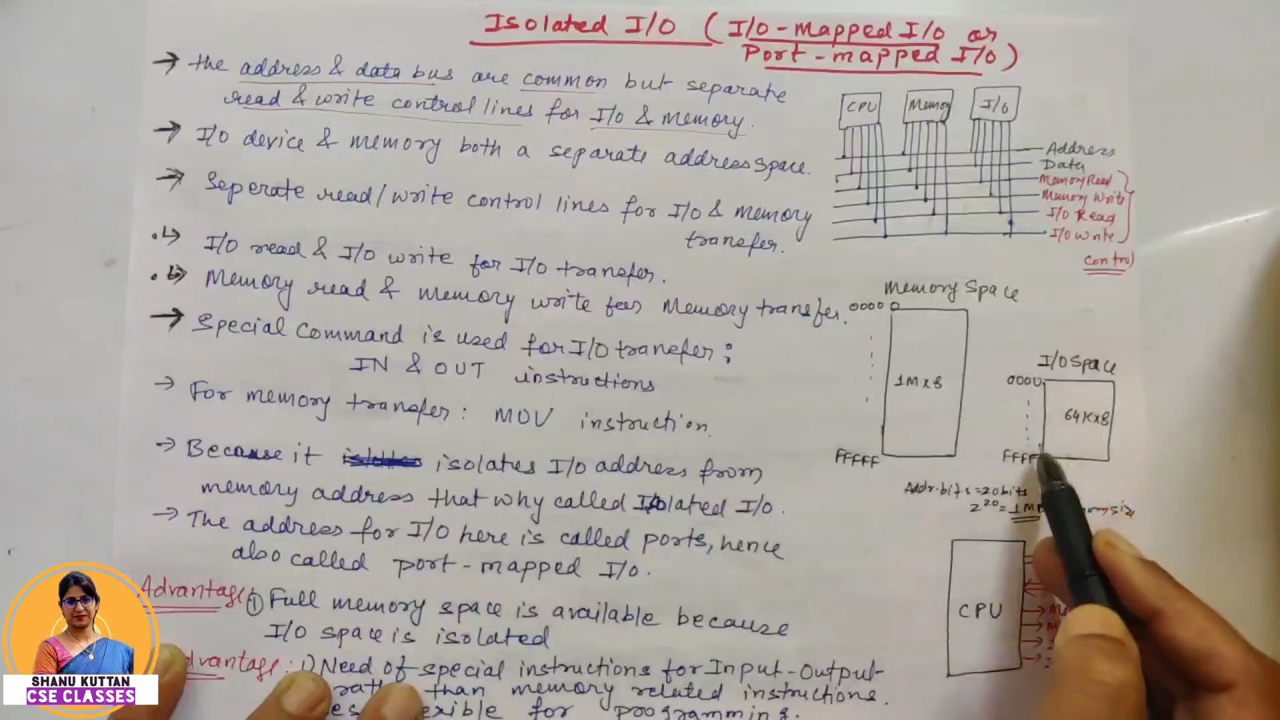 Isolated I/O ( I/O-Mapped I/O or
Port-mapped I/O )
→ the address & data bus are common but separate
read & write control lines for I/O & memory.
→ I/O device & memory both a separate address space.
→ Seperate read/write control lines for I/O & memory
transfer.
I/O read & I/O write for I/O transfer.
Memory read & memory write for Memory transfer.
→ Special Command is used for I/O transfer:
IN & OUT instructions
→ For memory transfer: MOV instruction.
→ Because it isolates I/O address from
memory address that why called Isolated I/O.
→ The address for I/O here is called ports, hence
also called port-mapped I/O.
Advantage: ① Full memory space is available because
I/O space is isolated
dvantage: 1) Need of special instructions for Input-Output
rather than memory related instructions.
flexible for programming.
CPU
Memory
I/O
Address
Data
Memory Read
Memory Write
I/O Read
I/O Write
Control
Memory Space
00000
1M x 8
FFFFF
I/O Space
0000
64K x 8
FFFF
Addr. bits = 20 bits
2²⁰ = 1M
CPU
SHANU KUTTAN
CSE CLASSES